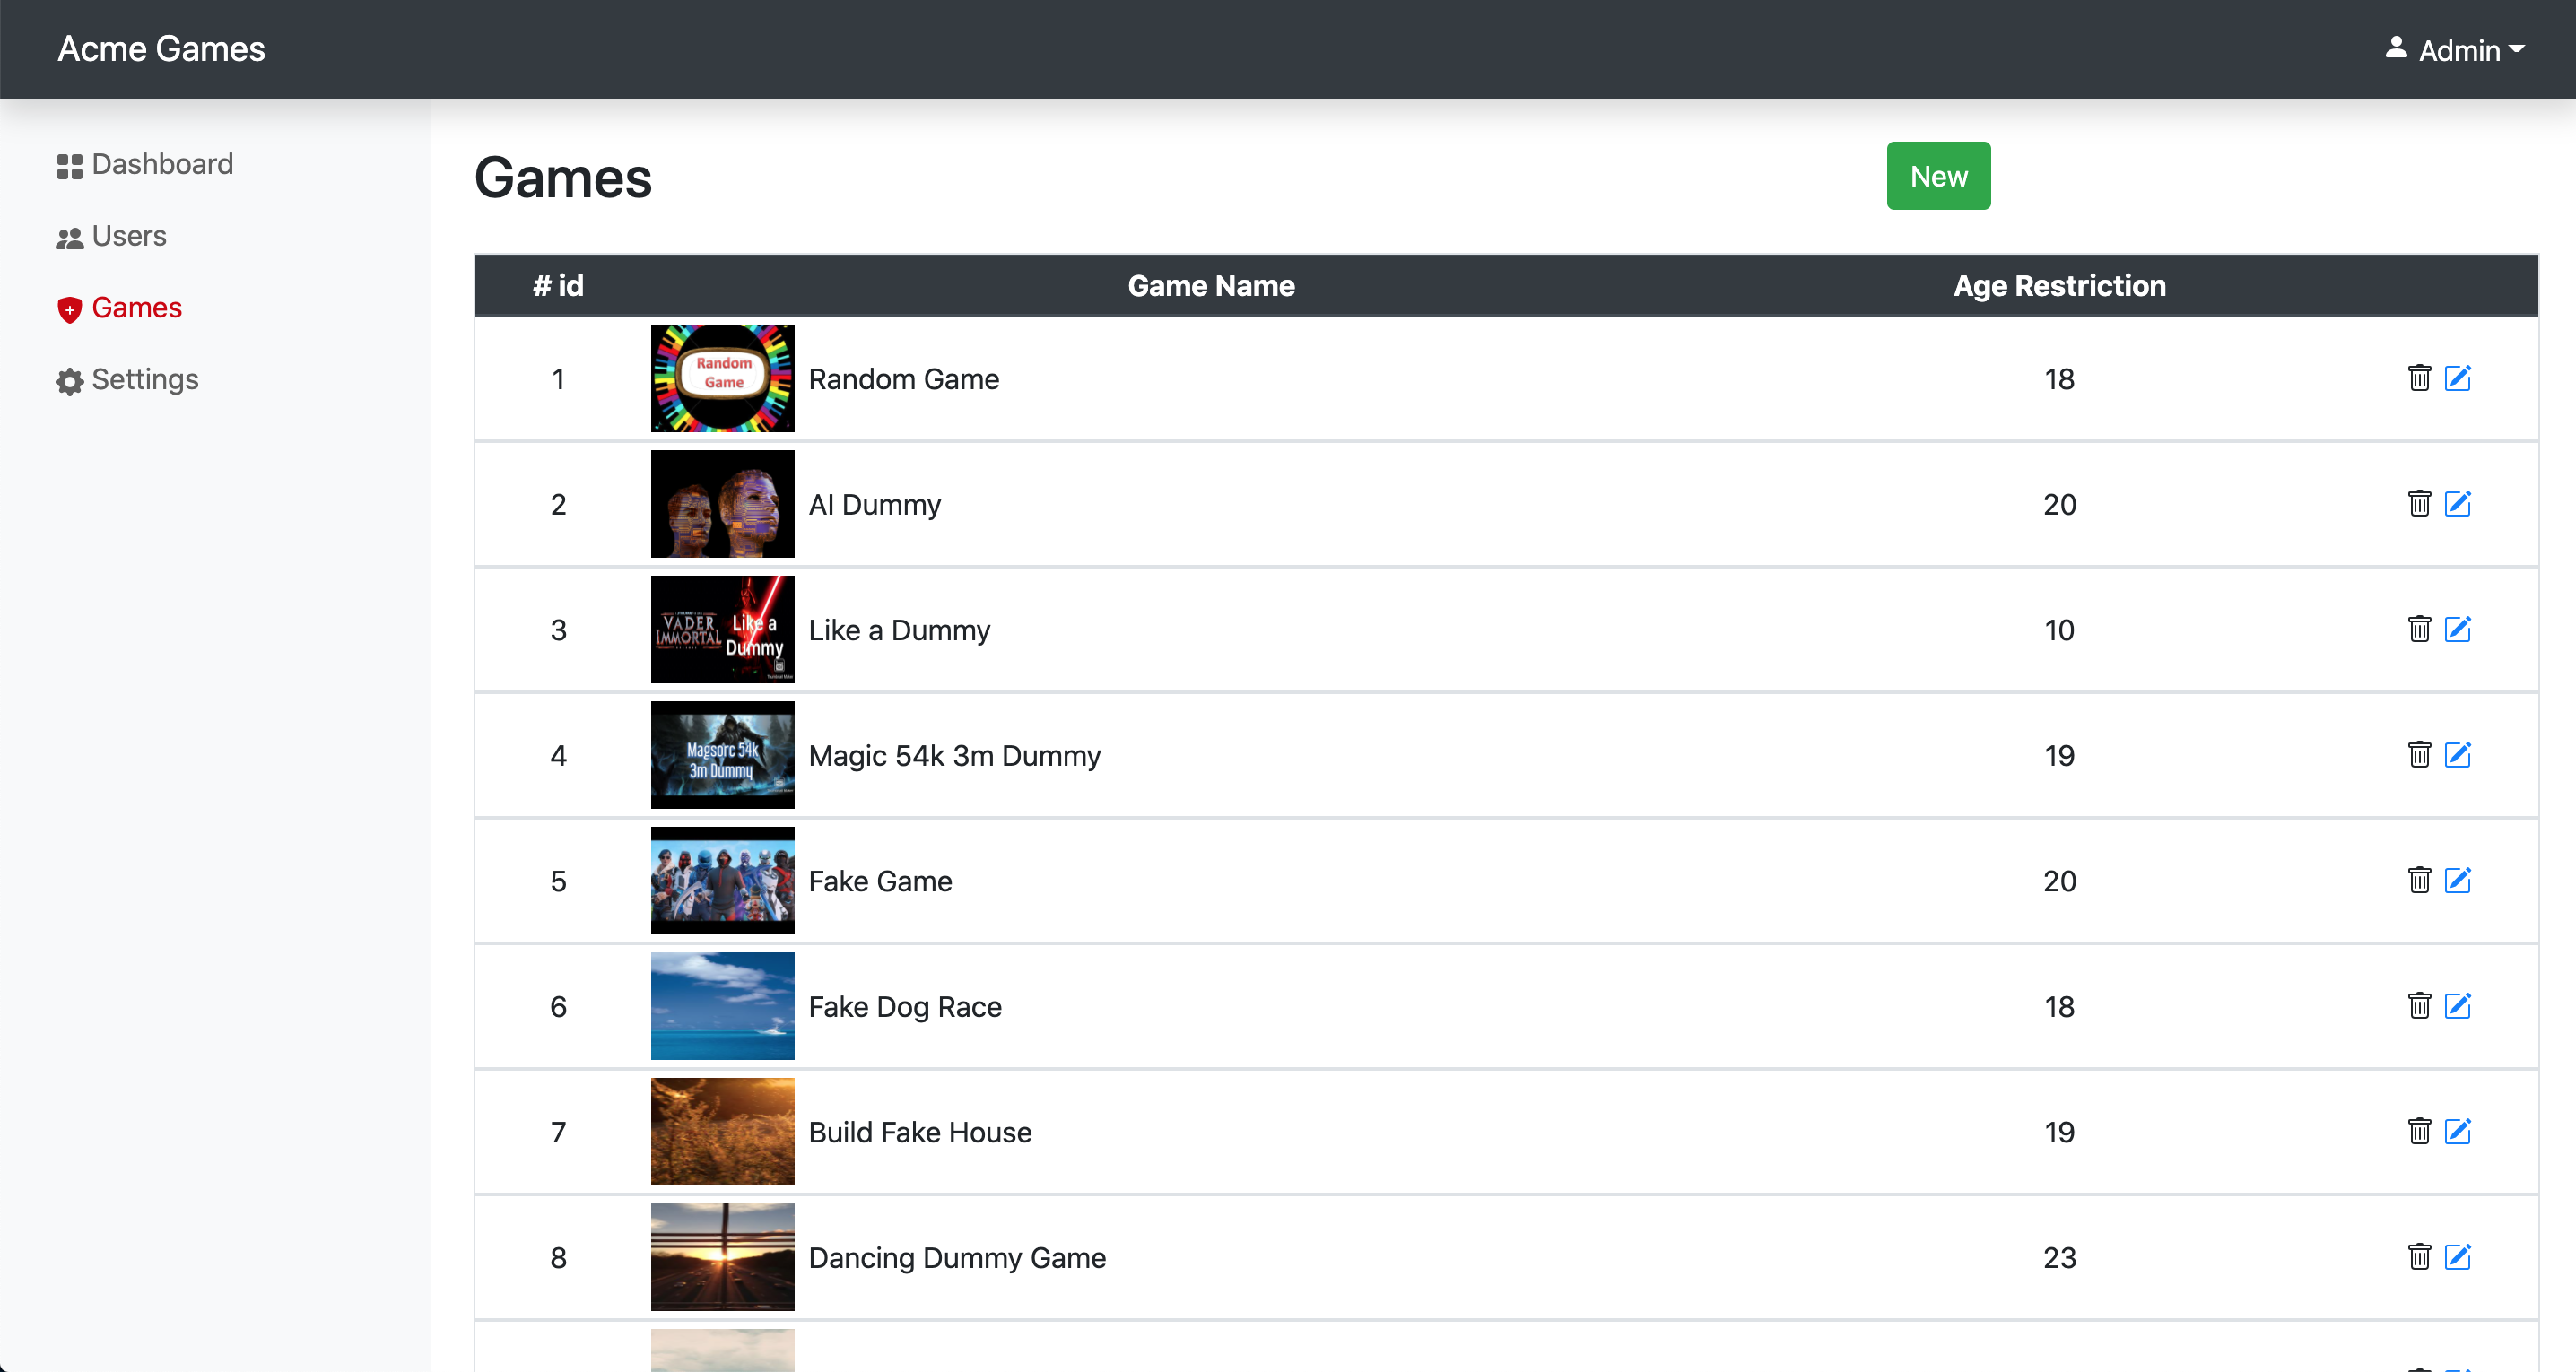 Acme Games
Admin
Dashboard
Users
Games
Settings
Games
New
# id Game Name Age Restriction
1 Random Game Random Game 18
2 AI Dummy 20
3 VADER IMMORTAL Like a Dummy Like a Dummy 10
4 Magsorc 54k 3m Dummy Magic 54k 3m Dummy 19
5 Fake Game 20
6 Fake Dog Race 18
7 Build Fake House 19
8 Dancing Dummy Game 23